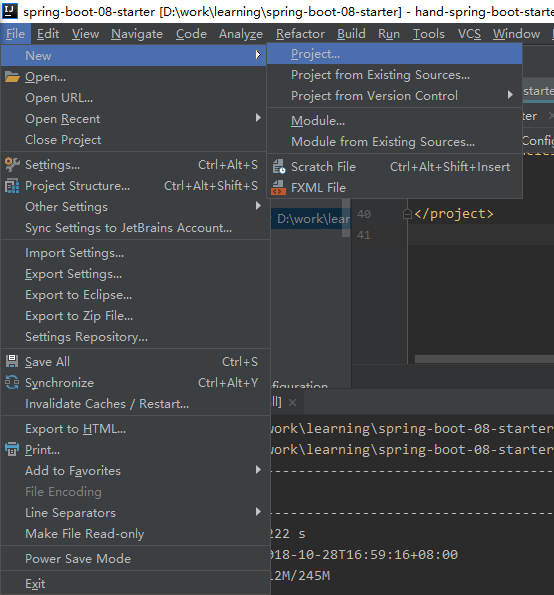 spring-boot-08-starter [D:\work\learning\spring-boot-08-starter] - hand-spring-boot-starte
File Edit View Navigate Code Analyze Refactor Build Run Tools VCS Window
New
Project...
Open...
Project from Existing Sources...
Open URL...
Project from Version Control
starte
Open Recent
Module...
ter
Close Project
Module from Existing Sources...
Config
Settings... Ctrl+Alt+S
Scratch File Ctrl+Alt+Shift+Insert
Project Structure... Ctrl+Alt+Shift+S
FXML File
Other Settings
D:\work\lear
40 </project>
Sync Settings to JetBrains Account...
41
Import Settings...
Export Settings...
Export to Eclipse...
Export to Zip File...
Settings Repository...
Save All Ctrl+S
Synchronize Ctrl+Alt+Y
figuration
Invalidate Caches / Restart...
ll]
Export to HTML...
work\learning\spring-boot-08-starter
Print...
work\learning\spring-boot-08-starter
Add to Favorites
------------------------------------
File Encoding
Line Separators
------------------------------------
Make File Read-only
222 s
Power Save Mode
018-10-28T16:59:16+08:00
12M/245M
Exit